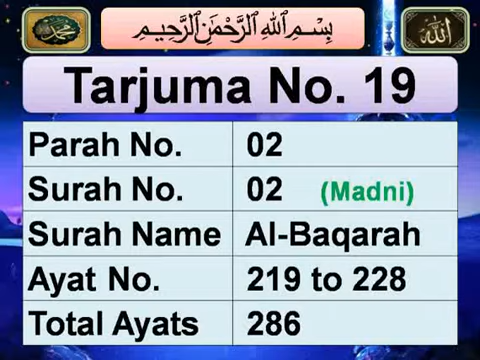 محمد
بِسْمِ اللهِ الرَّحْمٰنِ الرَّحِيْمِ
الله
Tarjuma No. 19
Parah No. 02
Surah No. 02 (Madni)
Surah Name Al-Baqarah
Ayat No. 219 to 228
Total Ayats 286